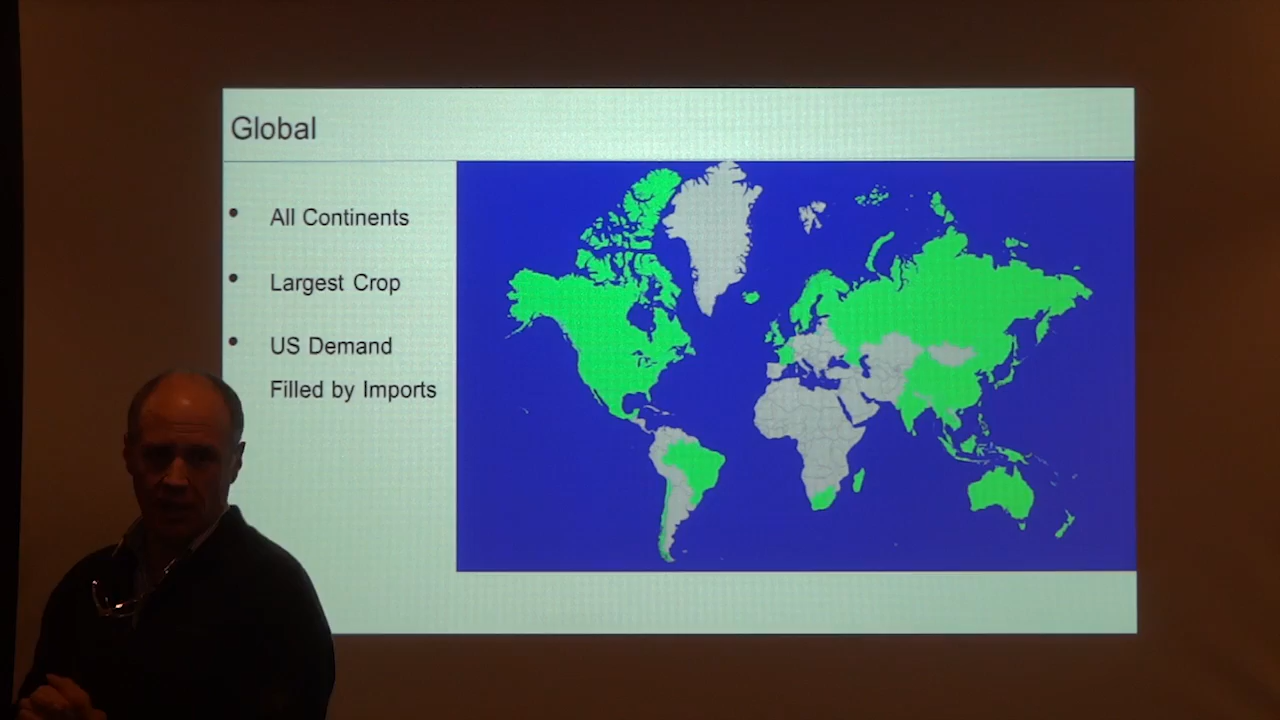 Global
• All Continents
• Largest Crop
• US Demand
Filled by Imports